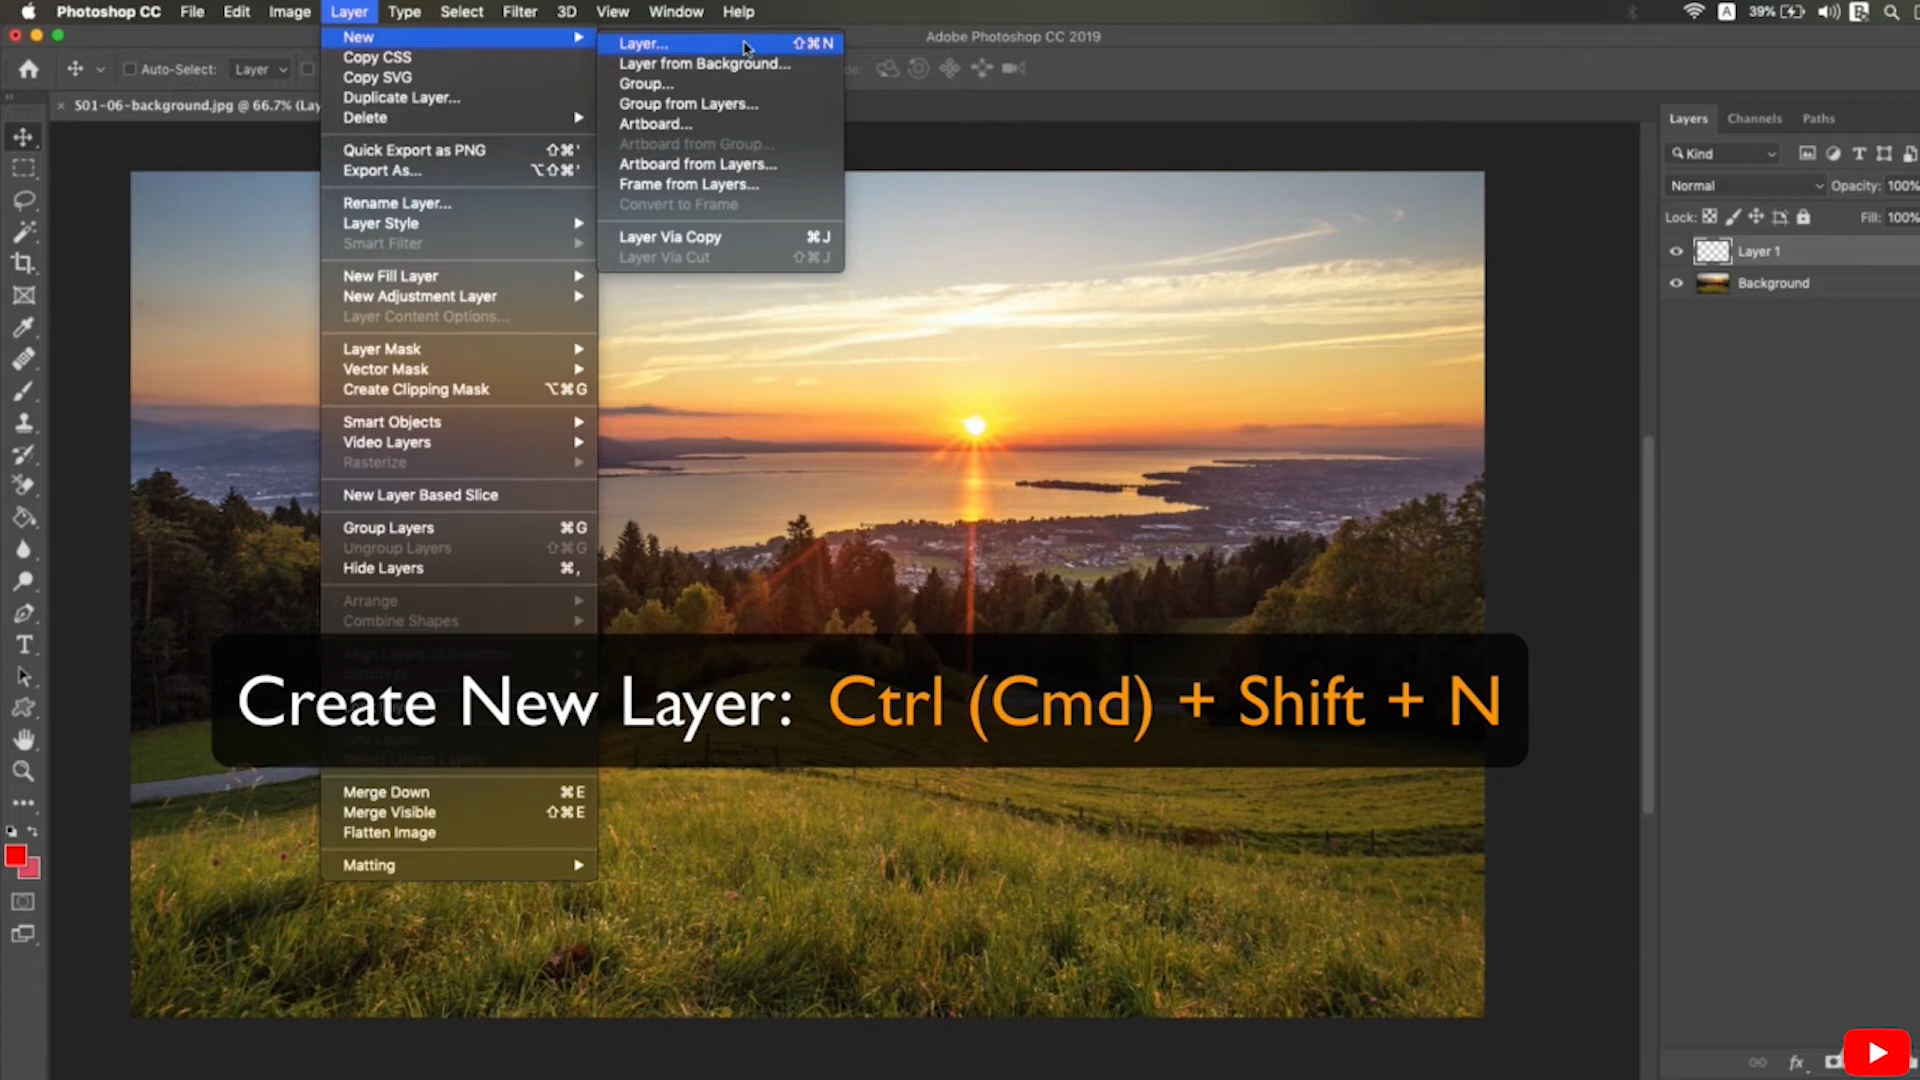 Photoshop CC File Edit Image Layer Type Select Filter 3D View Window Help A 39%
Adobe Photoshop CC 2019
Auto-Select: Layer
S01-06-background.jpg @ 66.7% (Lay
New
Copy CSS
Copy SVG
Duplicate Layer...
Delete
Quick Export as PNG ⇧⌘'
Export As... ⌥⇧⌘'
Rename Layer...
Layer Style
Smart Filter
New Fill Layer
New Adjustment Layer
Layer Content Options...
Layer Mask
Vector Mask
Create Clipping Mask ⌥⌘G
Smart Objects
Video Layers
Rasterize
New Layer Based Slice
Group Layers ⌘G
Ungroup Layers ⇧⌘G
Hide Layers ⌘,
Arrange
Combine Shapes
Merge Down ⌘E
Merge Visible ⇧⌘E
Flatten Image
Matting
Layer... ⇧⌘N
Layer from Background...
Group...
Group from Layers...
Artboard...
Artboard from Group...
Artboard from Layers...
Frame from Layers...
Convert to Frame
Layer Via Copy ⌘J
Layer Via Cut ⇧⌘J
Create New Layer: Ctrl (Cmd) + Shift + N
Layers Channels Paths
Kind
Normal Opacity: 100%
Lock: Fill: 100%
Layer 1
Background
fx